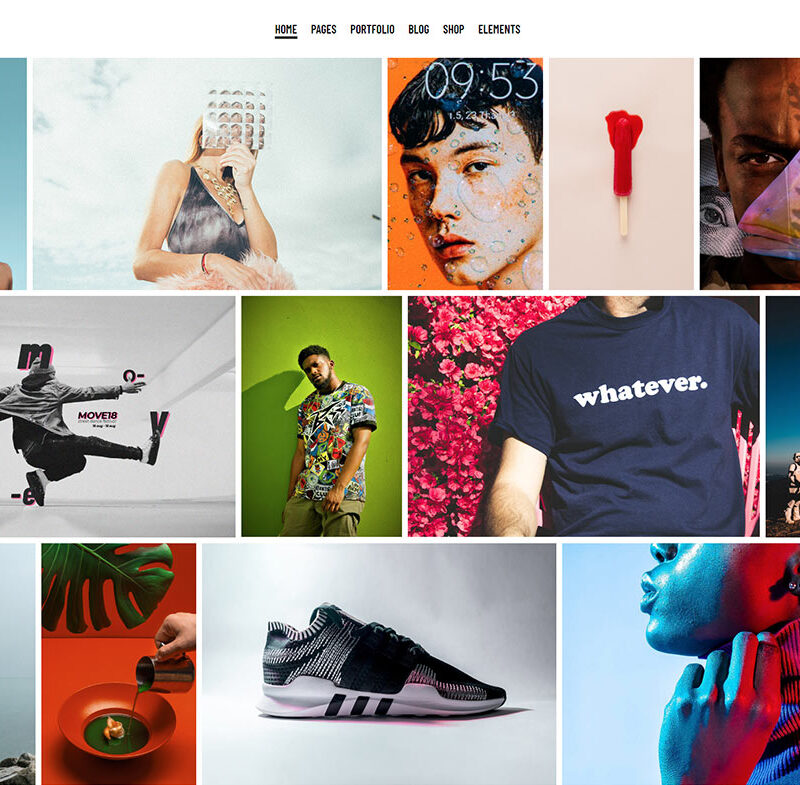 HOME PAGES PORTFOLIO BLOG SHOP ELEMENTS
09:53
m
o-
MOVE18
v
-e
whatever.